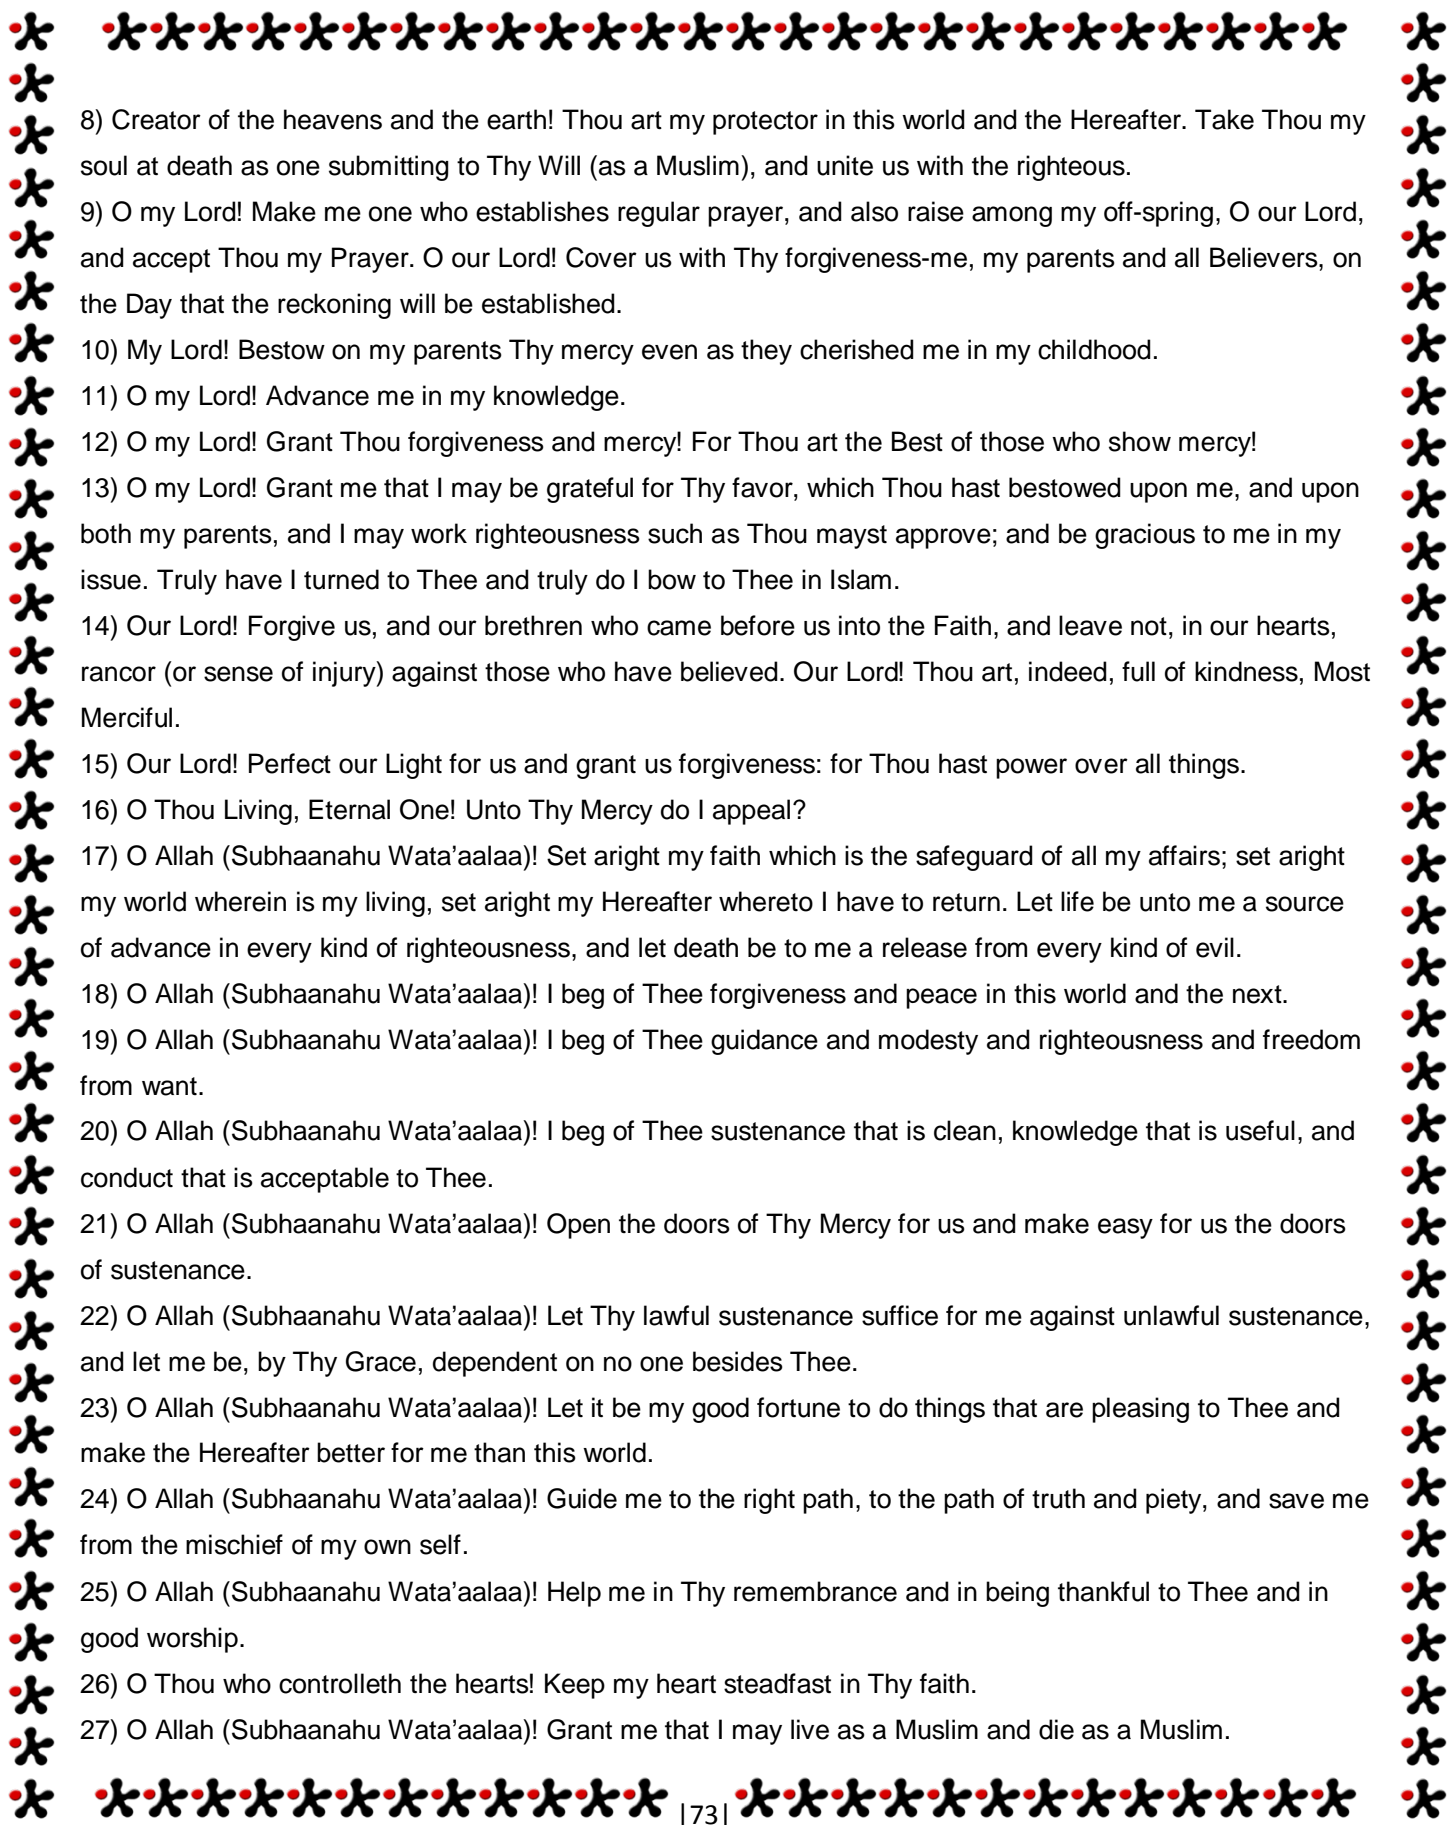 8) Creator of the heavens and the earth! Thou art my protector in this world and the Hereafter. Take Thou my
soul at death as one submitting to Thy Will (as a Muslim), and unite us with the righteous.
9) O my Lord! Make me one who establishes regular prayer, and also raise among my off-spring, O our Lord,
and accept Thou my Prayer. O our Lord! Cover us with Thy forgiveness-me, my parents and all Believers, on
the Day that the reckoning will be established.
10) My Lord! Bestow on my parents Thy mercy even as they cherished me in my childhood.
11) O my Lord! Advance me in my knowledge.
12) O my Lord! Grant Thou forgiveness and mercy! For Thou art the Best of those who show mercy!
13) O my Lord! Grant me that I may be grateful for Thy favor, which Thou hast bestowed upon me, and upon
both my parents, and I may work righteousness such as Thou mayst approve; and be gracious to me in my
issue. Truly have I turned to Thee and truly do I bow to Thee in Islam.
14) Our Lord! Forgive us, and our brethren who came before us into the Faith, and leave not, in our hearts,
rancor (or sense of injury) against those who have believed. Our Lord! Thou art, indeed, full of kindness, Most
Merciful.
15) Our Lord! Perfect our Light for us and grant us forgiveness: for Thou hast power over all things.
16) O Thou Living, Eternal One! Unto Thy Mercy do I appeal?
17) O Allah (Subhaanahu Wata’aalaa)! Set aright my faith which is the safeguard of all my affairs; set aright
my world wherein is my living, set aright my Hereafter whereto I have to return. Let life be unto me a source
of advance in every kind of righteousness, and let death be to me a release from every kind of evil.
18) O Allah (Subhaanahu Wata’aalaa)! I beg of Thee forgiveness and peace in this world and the next.
19) O Allah (Subhaanahu Wata’aalaa)! I beg of Thee guidance and modesty and righteousness and freedom
from want.
20) O Allah (Subhaanahu Wata’aalaa)! I beg of Thee sustenance that is clean, knowledge that is useful, and
conduct that is acceptable to Thee.
21) O Allah (Subhaanahu Wata’aalaa)! Open the doors of Thy Mercy for us and make easy for us the doors
of sustenance.
22) O Allah (Subhaanahu Wata’aalaa)! Let Thy lawful sustenance suffice for me against unlawful sustenance,
and let me be, by Thy Grace, dependent on no one besides Thee.
23) O Allah (Subhaanahu Wata’aalaa)! Let it be my good fortune to do things that are pleasing to Thee and
make the Hereafter better for me than this world.
24) O Allah (Subhaanahu Wata’aalaa)! Guide me to the right path, to the path of truth and piety, and save me
from the mischief of my own self.
25) O Allah (Subhaanahu Wata’aalaa)! Help me in Thy remembrance and in being thankful to Thee and in
good worship.
26) O Thou who controlleth the hearts! Keep my heart steadfast in Thy faith.
27) O Allah (Subhaanahu Wata’aalaa)! Grant me that I may live as a Muslim and die as a Muslim.
|73|